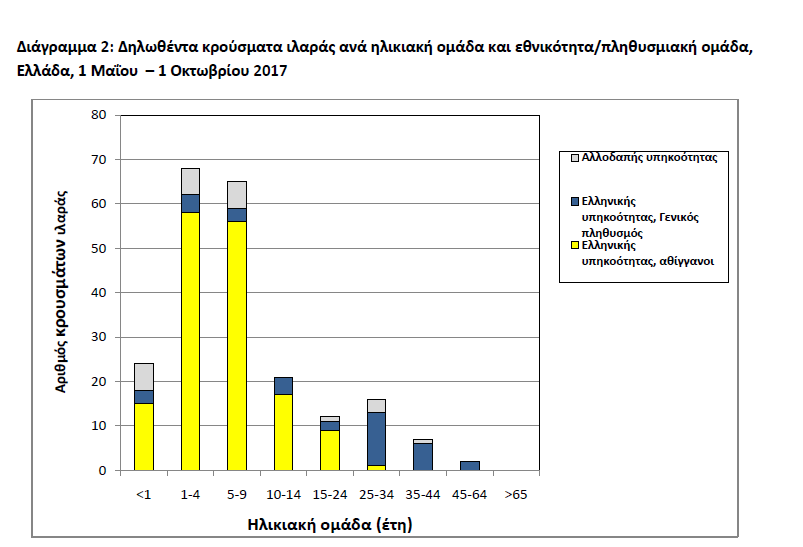 Διάγραμμα 2: Δηλωθέντα κρούσματα ιλαράς ανά ηλικιακή ομάδα και εθνικότητα/πληθυσμιακή ομάδα,
Ελλάδα, 1 Μαΐου – 1 Οκτωβρίου 2017
80
70
60
50
40
30
20
10
0
Αριθμός κρουσμάτων ιλαράς
<1 1-4 5-9 10-14 15-24 25-34 35-44 45-64 >65
Ηλικιακή ομάδα (έτη)
Αλλοδαπής υπηκοότητας
Ελληνικής
υπηκοότητας, Γενικός
πληθυσμός
Ελληνικής
υπηκοότητας, αθίγγανοι